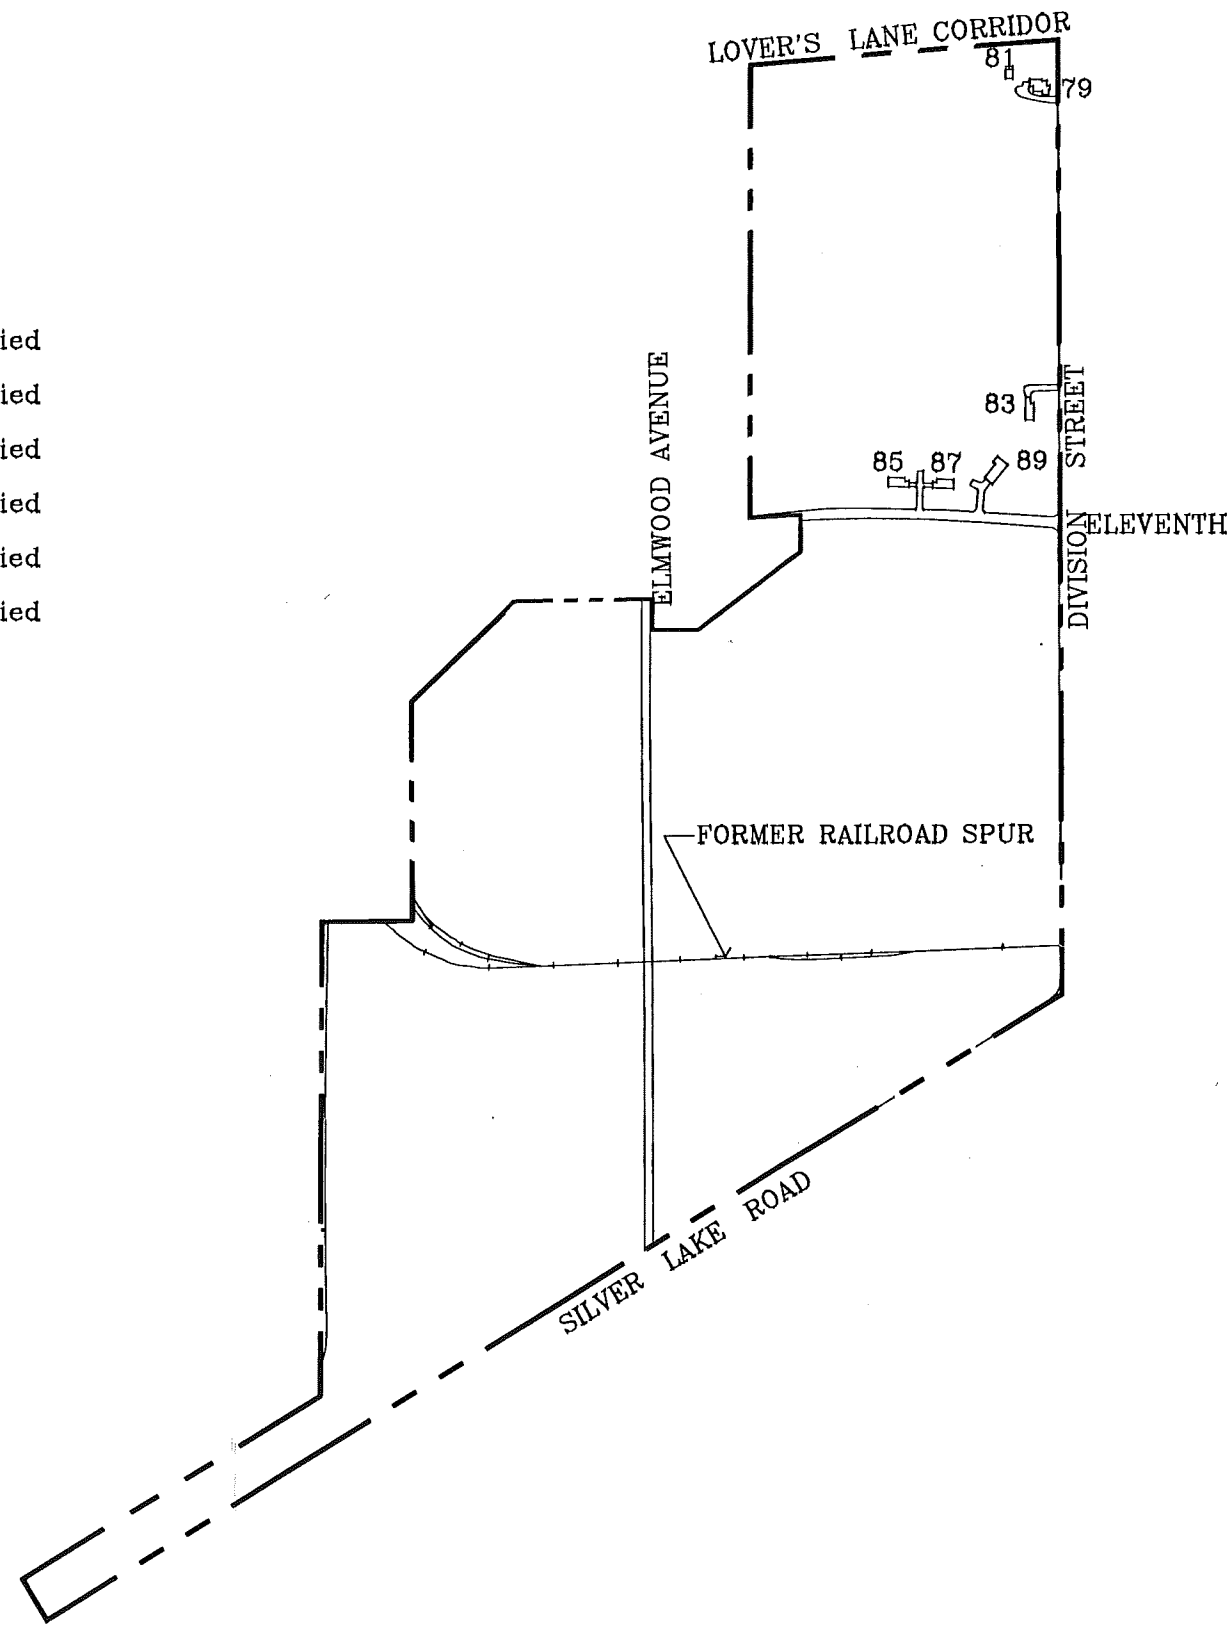 LOVER'S LANE CORRIDOR
81
79
ied
ied
ied
ied
ied
ied
ELMWOOD AVENUE
83
DIVISION STREET
85
87
89
ELEVENTH
FORMER RAILROAD SPUR
SILVER LAKE ROAD